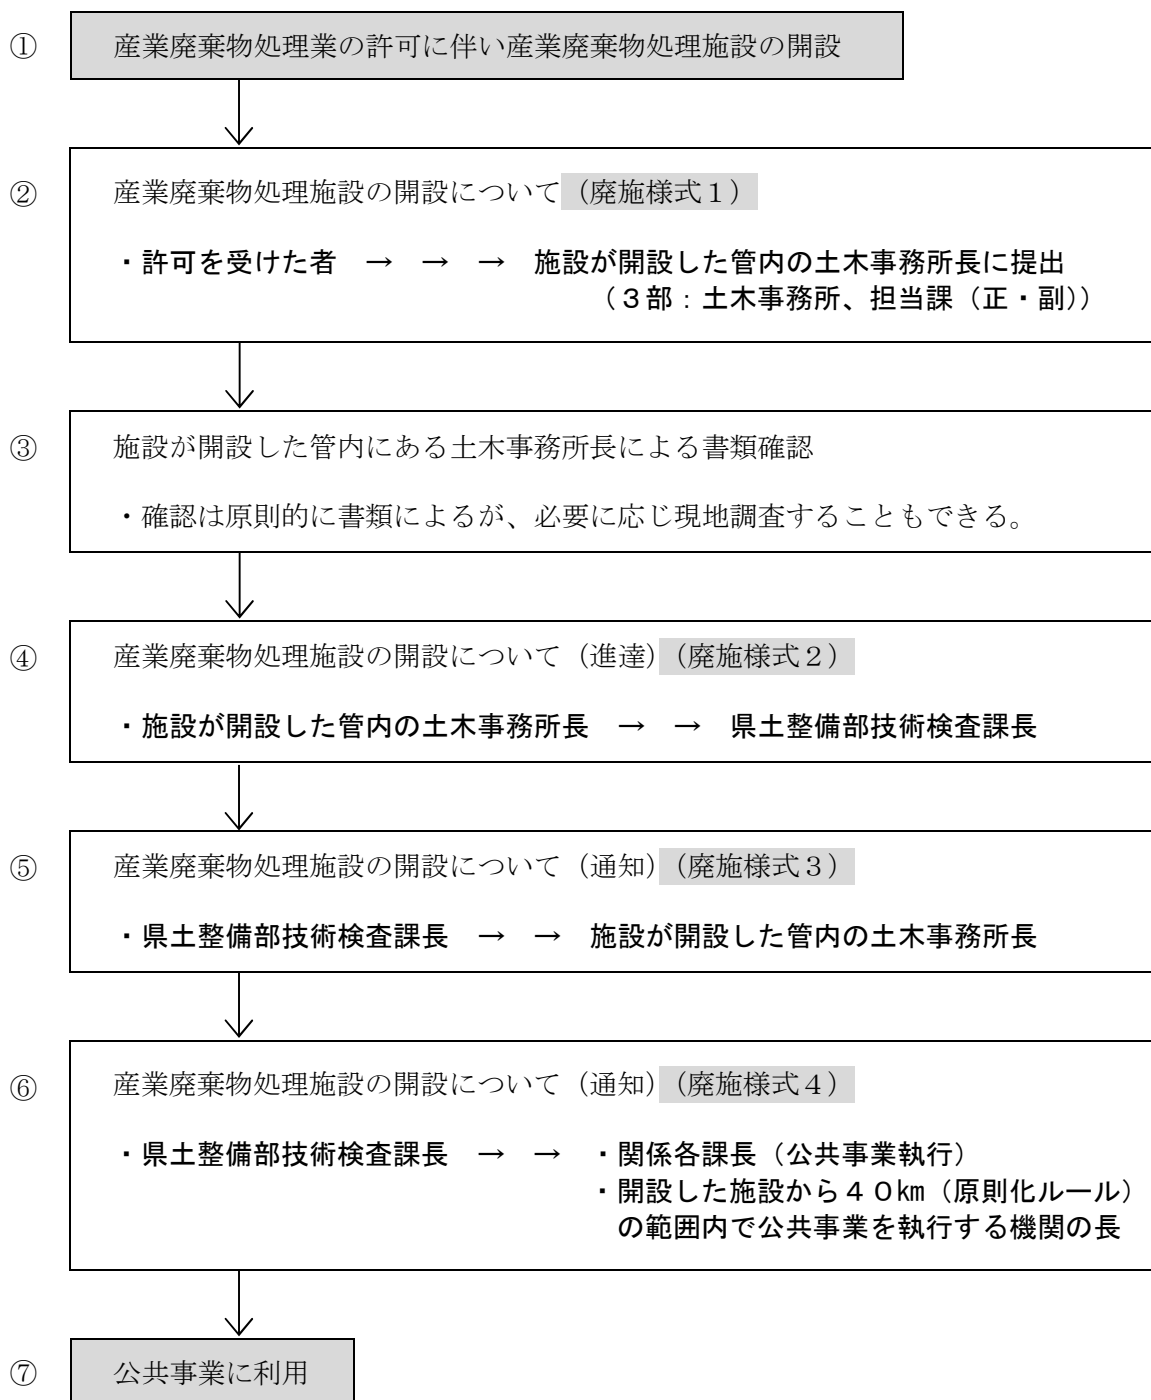 ① 産業廃棄物処理業の許可に伴い産業廃棄物処理施設の開設
② 産業廃棄物処理施設の開設について（廃施様式１）
・許可を受けた者　→　→　→　施設が開設した管内の土木事務所長に提出
（３部：土木事務所、担当課（正・副））
③ 施設が開設した管内にある土木事務所長による書類確認
・確認は原則的に書類によるが、必要に応じ現地調査することもできる。
④ 産業廃棄物処理施設の開設について（進達）（廃施様式２）
・施設が開設した管内の土木事務所長　→　→　県土整備部技術検査課長
⑤ 産業廃棄物処理施設の開設について（通知）（廃施様式３）
・県土整備部技術検査課長　→　→　施設が開設した管内の土木事務所長
⑥ 産業廃棄物処理施設の開設について（通知）（廃施様式４）
・県土整備部技術検査課長　→　→　・関係各課長（公共事業執行）
・開設した施設から４０㎞（原則化ルール）
の範囲内で公共事業を執行する機関の長
⑦ 公共事業に利用